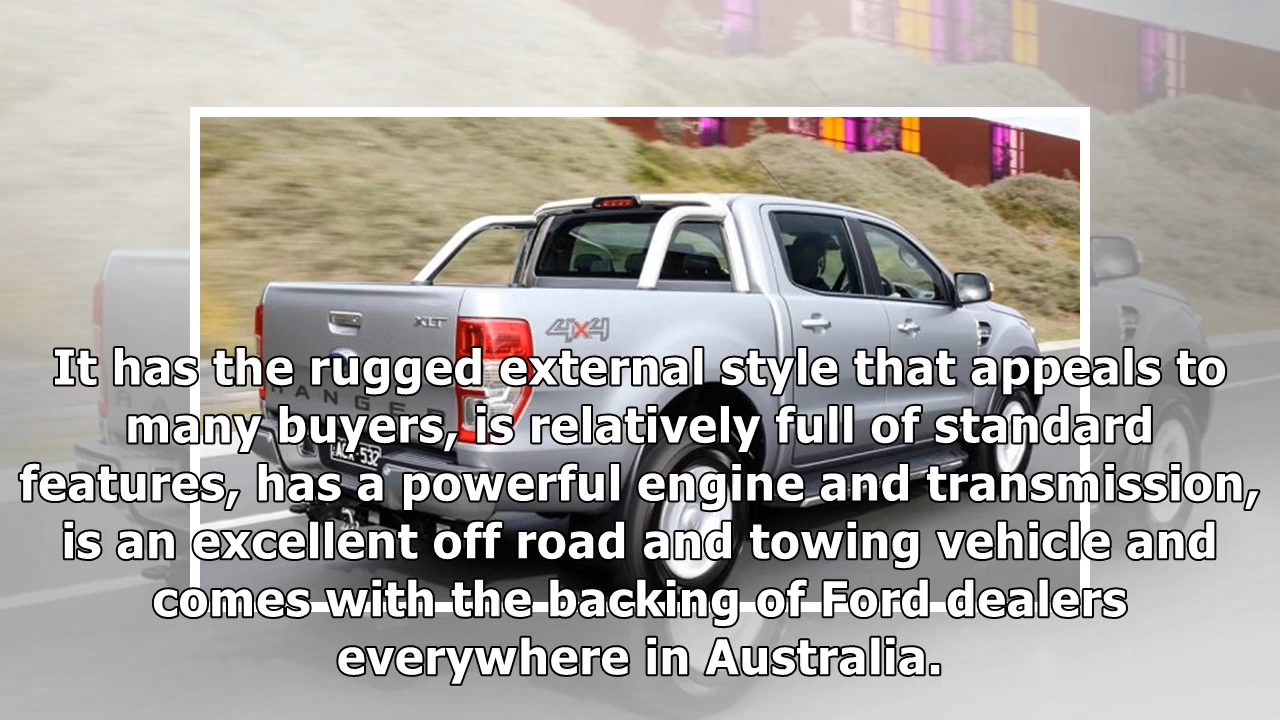 XLT
4x4
RANGER
It has the rugged external style that appeals to
many buyers, is relatively full of standard
features, has a powerful engine and transmission,
is an excellent off road and towing vehicle and
comes with the backing of Ford dealers
everywhere in Australia.